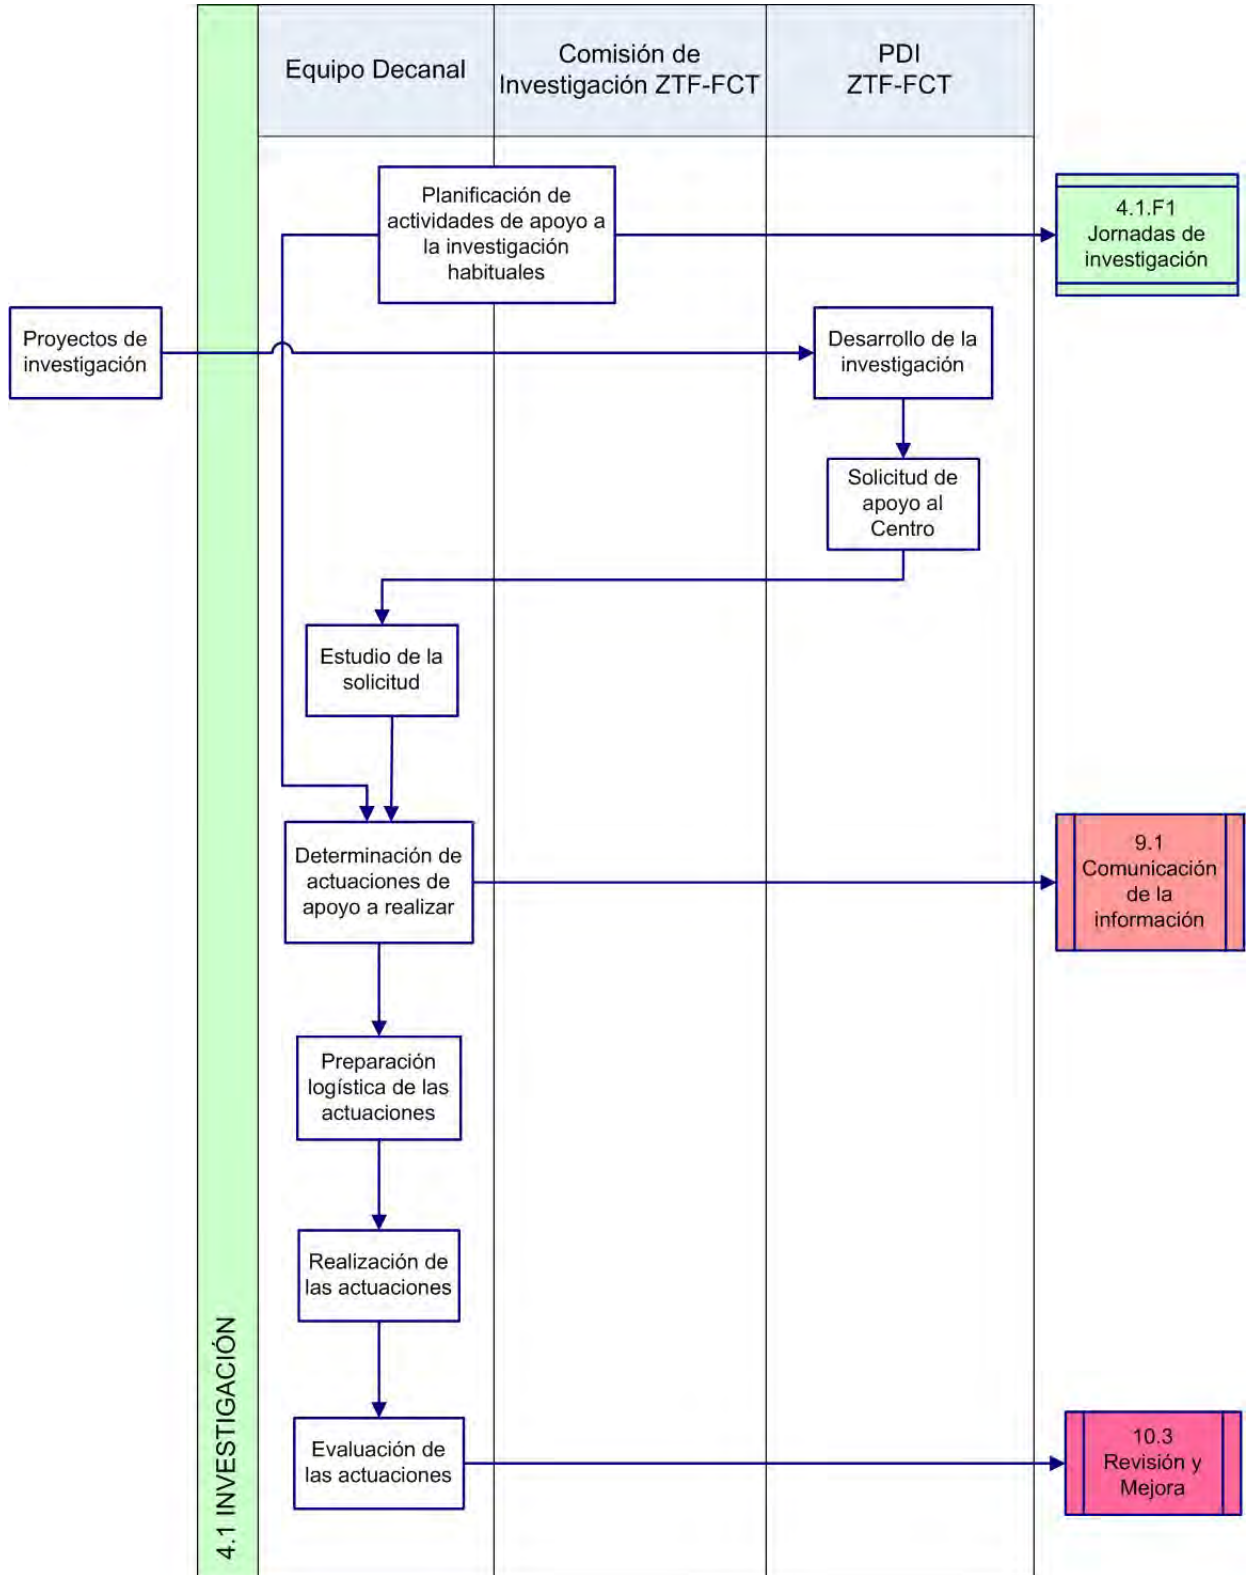 Equipo Decanal
Comisión de
Investigación ZTF-FCT
PDI
ZTF-FCT
Planificación de
actividades de apoyo a
la investigación
habituales
4.1.F1
Jornadas de
investigación
Proyectos de
investigación
Desarrollo de la
investigación
Solicitud de
apoyo al
Centro
Estudio de la
solicitud
Determinación de
actuaciones de
apoyo a realizar
9.1
Comunicación
de la
información
Preparación
logística de las
actuaciones
Realización de
las actuaciones
Evaluación de
las actuaciones
10.3
Revisión y
Mejora
4.1 INVESTIGACIÓN